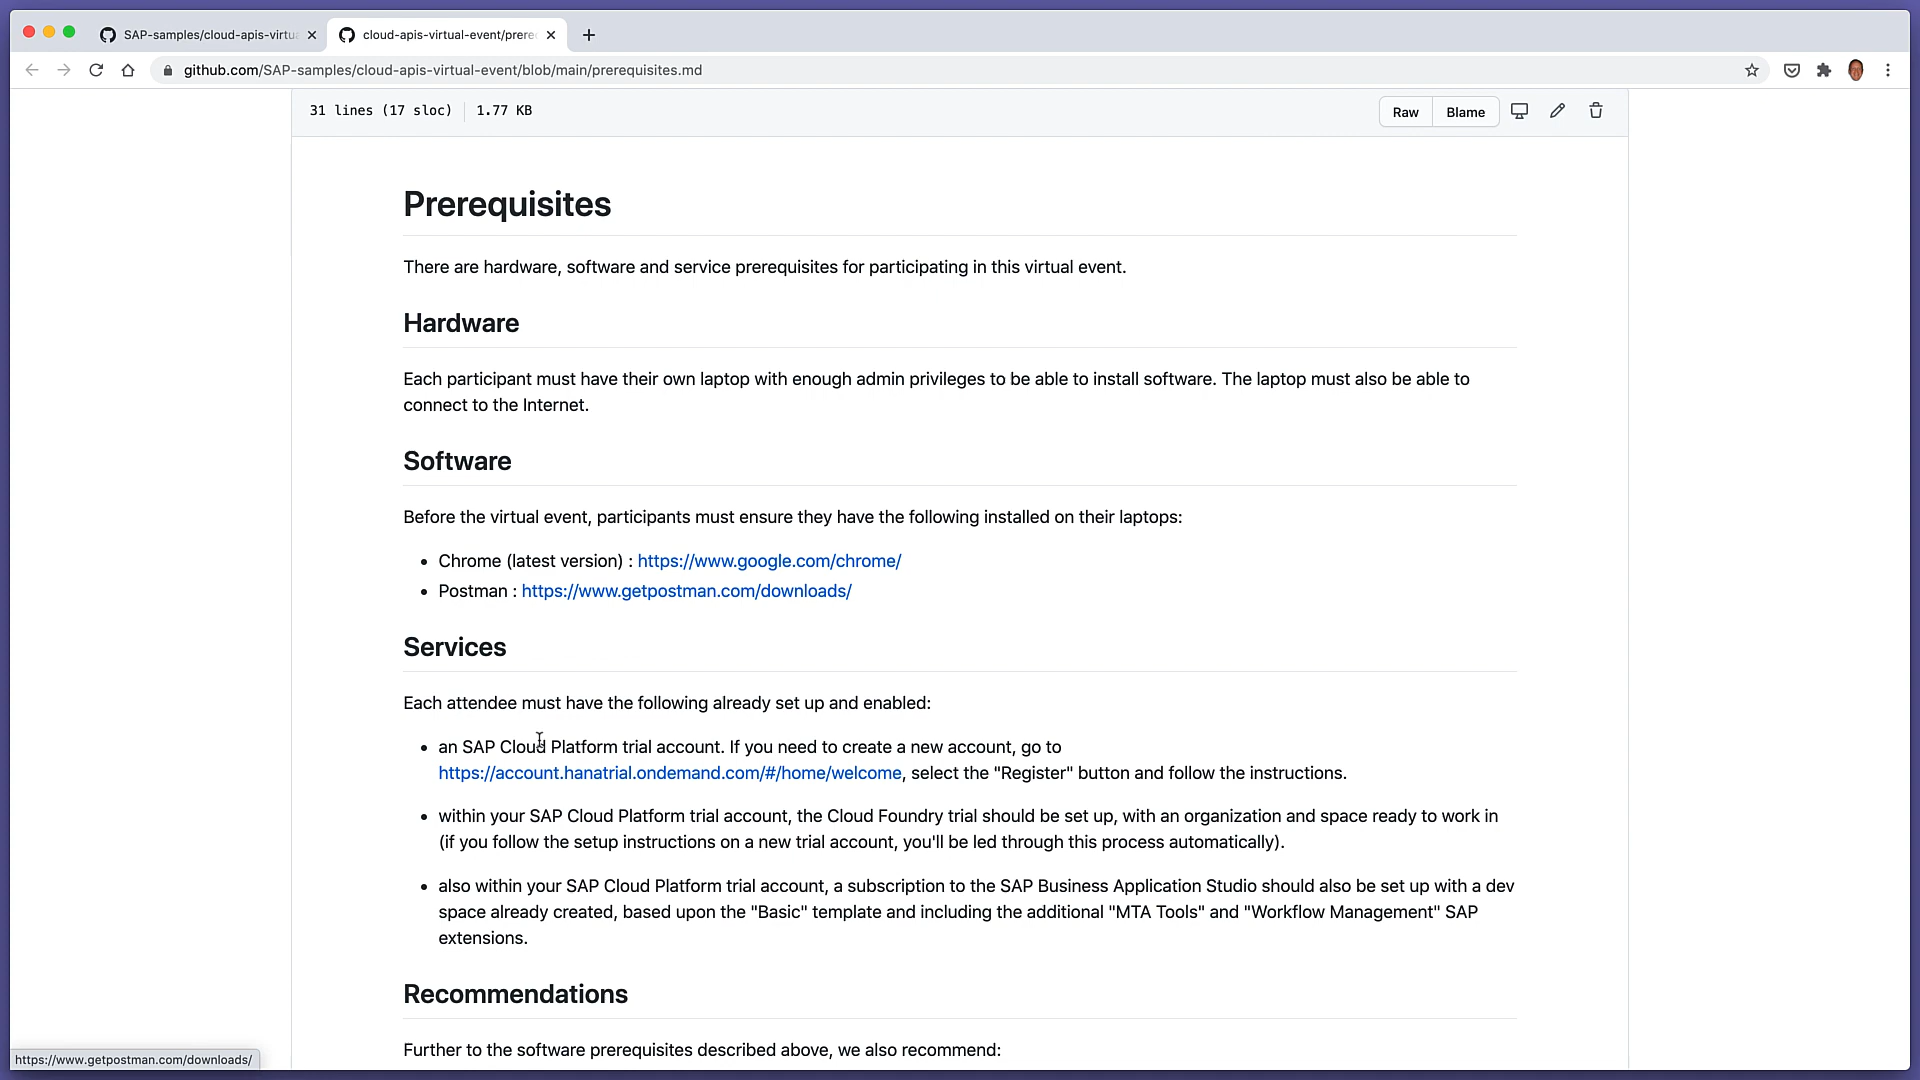 SAP-samples/cloud-apis-virtu
cloud-apis-virtual-event/prere
github.com/SAP-samples/cloud-apis-virtual-event/blob/main/prerequisites.md
31 lines (17 sloc) 1.77 KB
Raw Blame
Prerequisites
There are hardware, software and service prerequisites for participating in this virtual event.
Hardware
Each participant must have their own laptop with enough admin privileges to be able to install software. The laptop must also be able to
connect to the Internet.
Software
Before the virtual event, participants must ensure they have the following installed on their laptops:
• Chrome (latest version) : https://www.google.com/chrome/
• Postman : https://www.getpostman.com/downloads/
Services
Each attendee must have the following already set up and enabled:
• an SAP Cloud Platform trial account. If you need to create a new account, go to
https://account.hanatrial.ondemand.com/#/home/welcome, select the "Register" button and follow the instructions.
• within your SAP Cloud Platform trial account, the Cloud Foundry trial should be set up, with an organization and space ready to work in
(if you follow the setup instructions on a new trial account, you'll be led through this process automatically).
• also within your SAP Cloud Platform trial account, a subscription to the SAP Business Application Studio should also be set up with a dev
space already created, based upon the "Basic" template and including the additional "MTA Tools" and "Workflow Management" SAP
extensions.
Recommendations
Further to the software prerequisites described above, we also recommend:
https://www.getpostman.com/downloads/